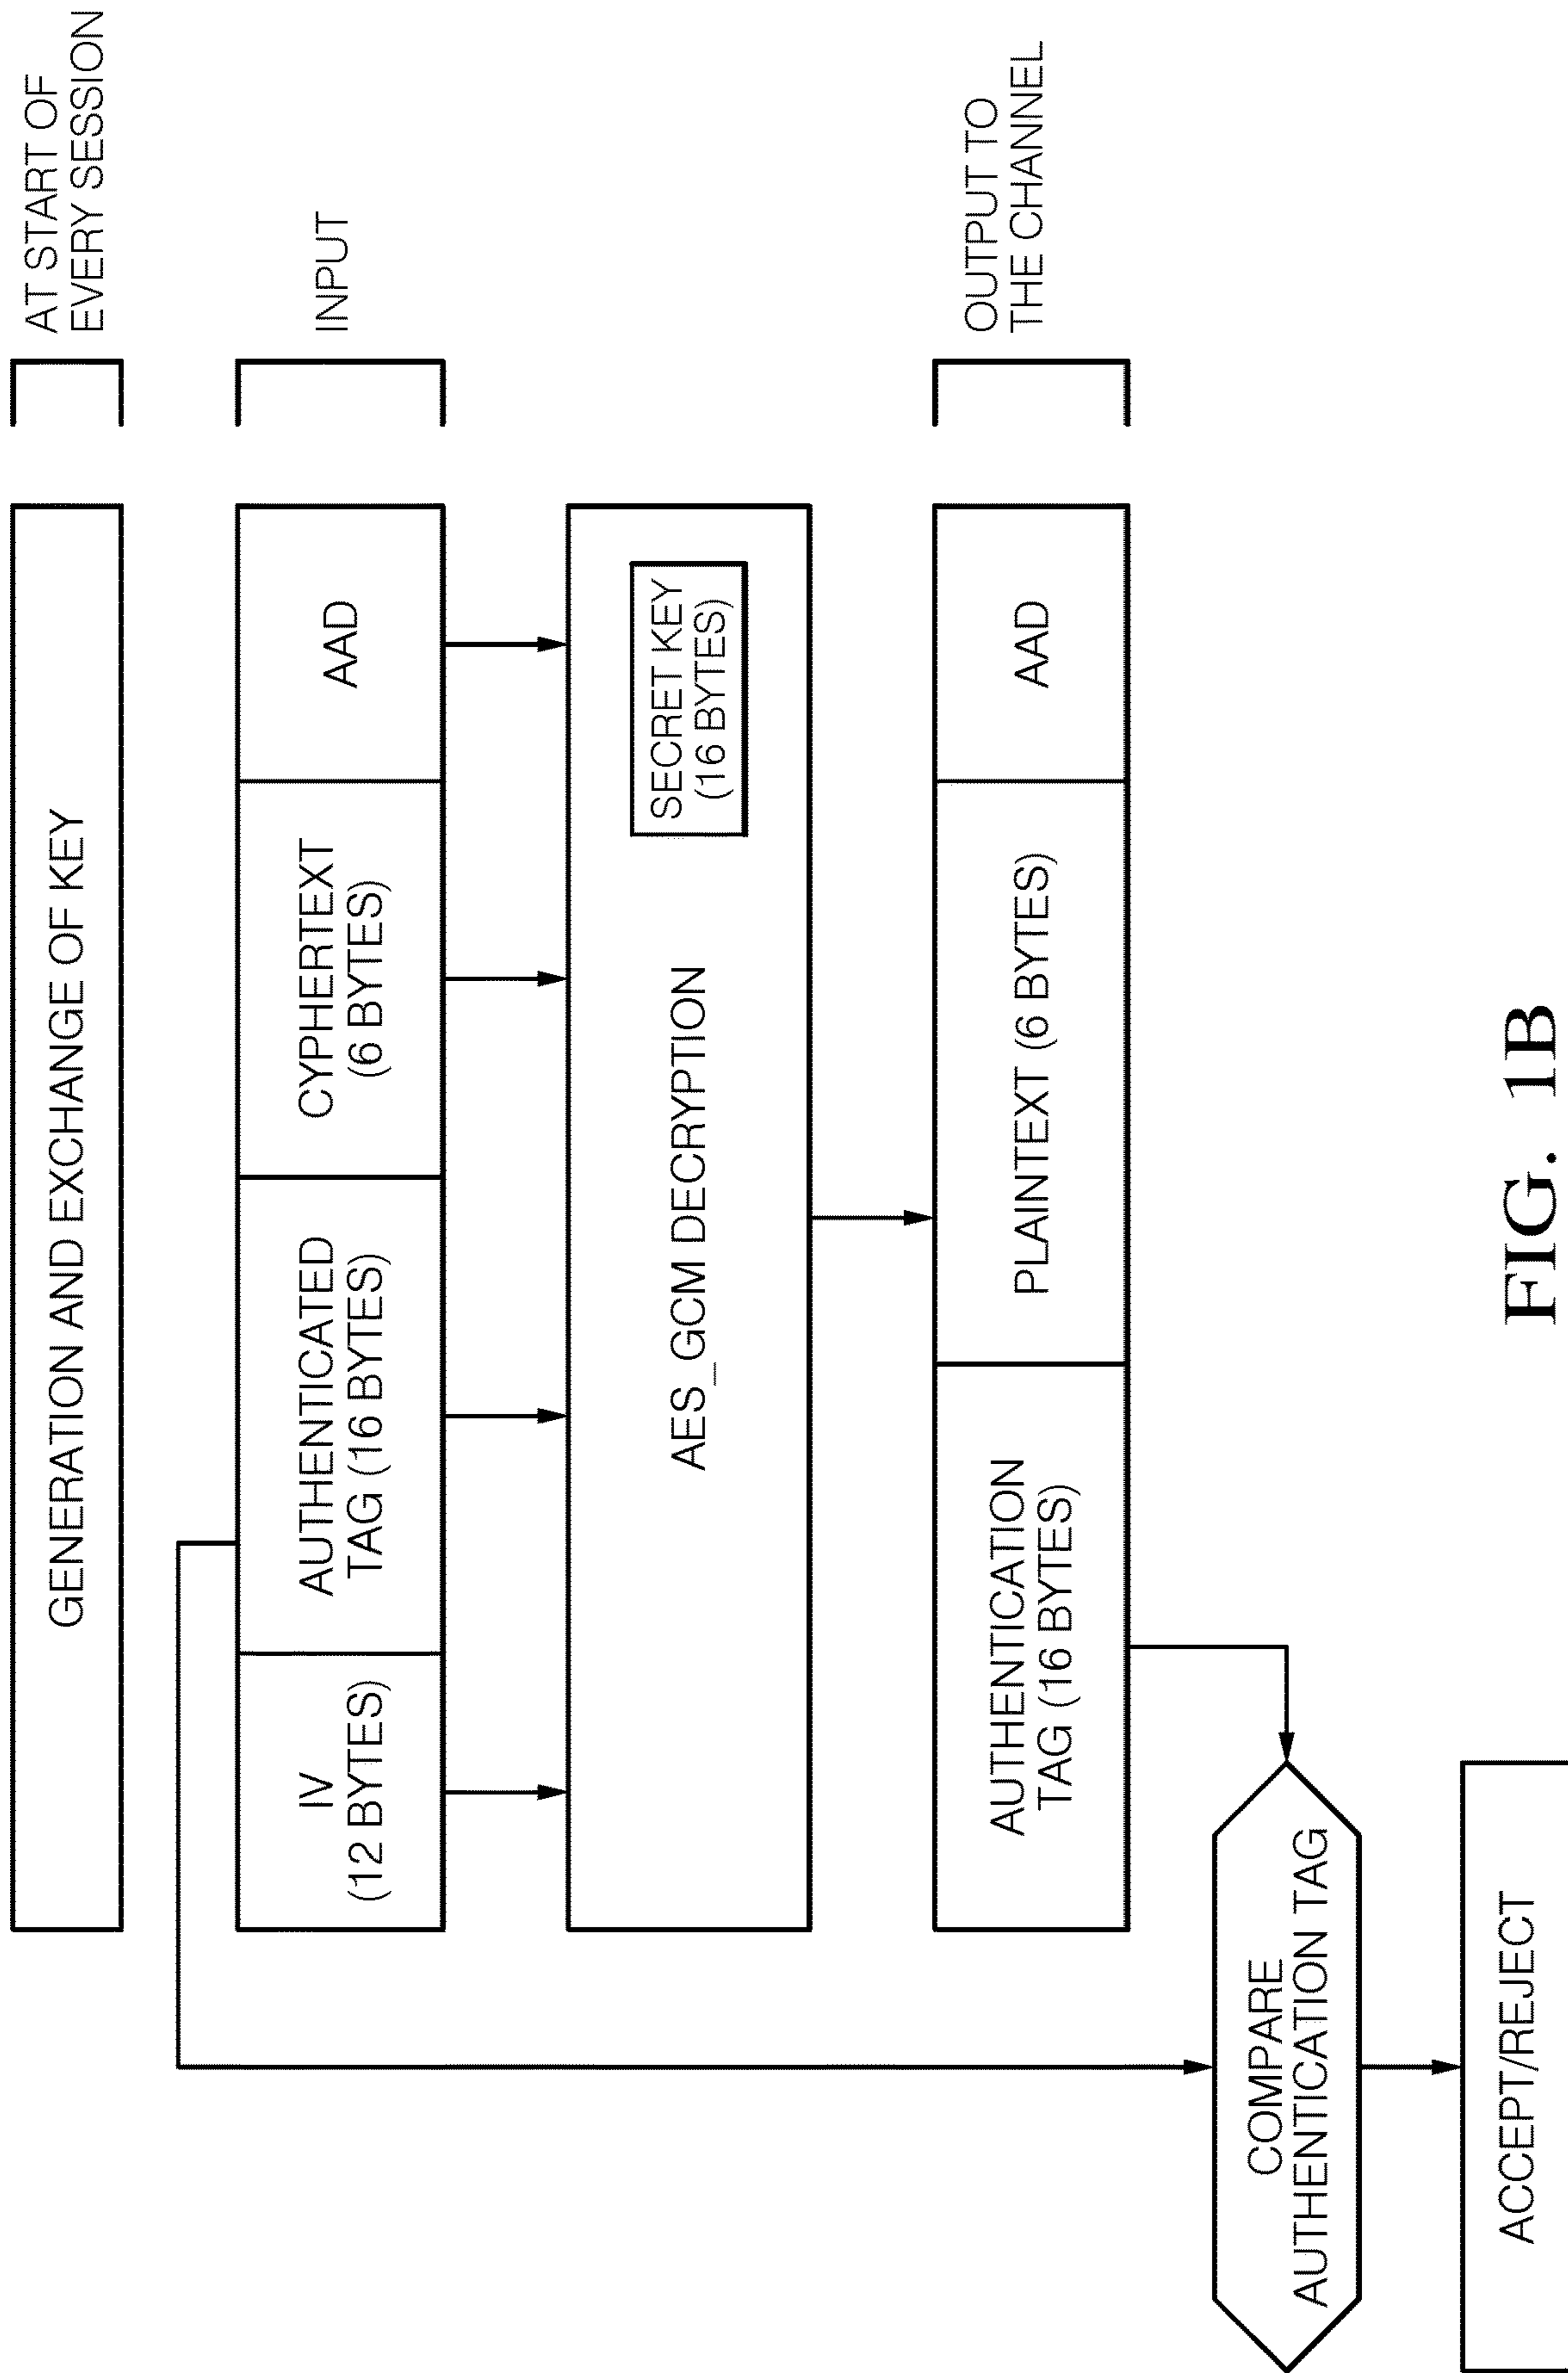 GENERATION AND EXCHANGE OF KEY
AT START OF
EVERY SESSION
IV
(12 BYTES)
AUTHENTICATED
TAG (16 BYTES)
CYPHERTEXT
(6 BYTES)
AAD
INPUT
AES_GCM DECRYPTION
SECRET KEY
(16 BYTES)
AUTHENTICATION
TAG (16 BYTES)
PLAINTEXT (6 BYTES)
AAD
OUTPUT TO
THE CHANNEL
COMPARE
AUTHENTICATION TAG
ACCEPT/REJECT
FIG. 1B